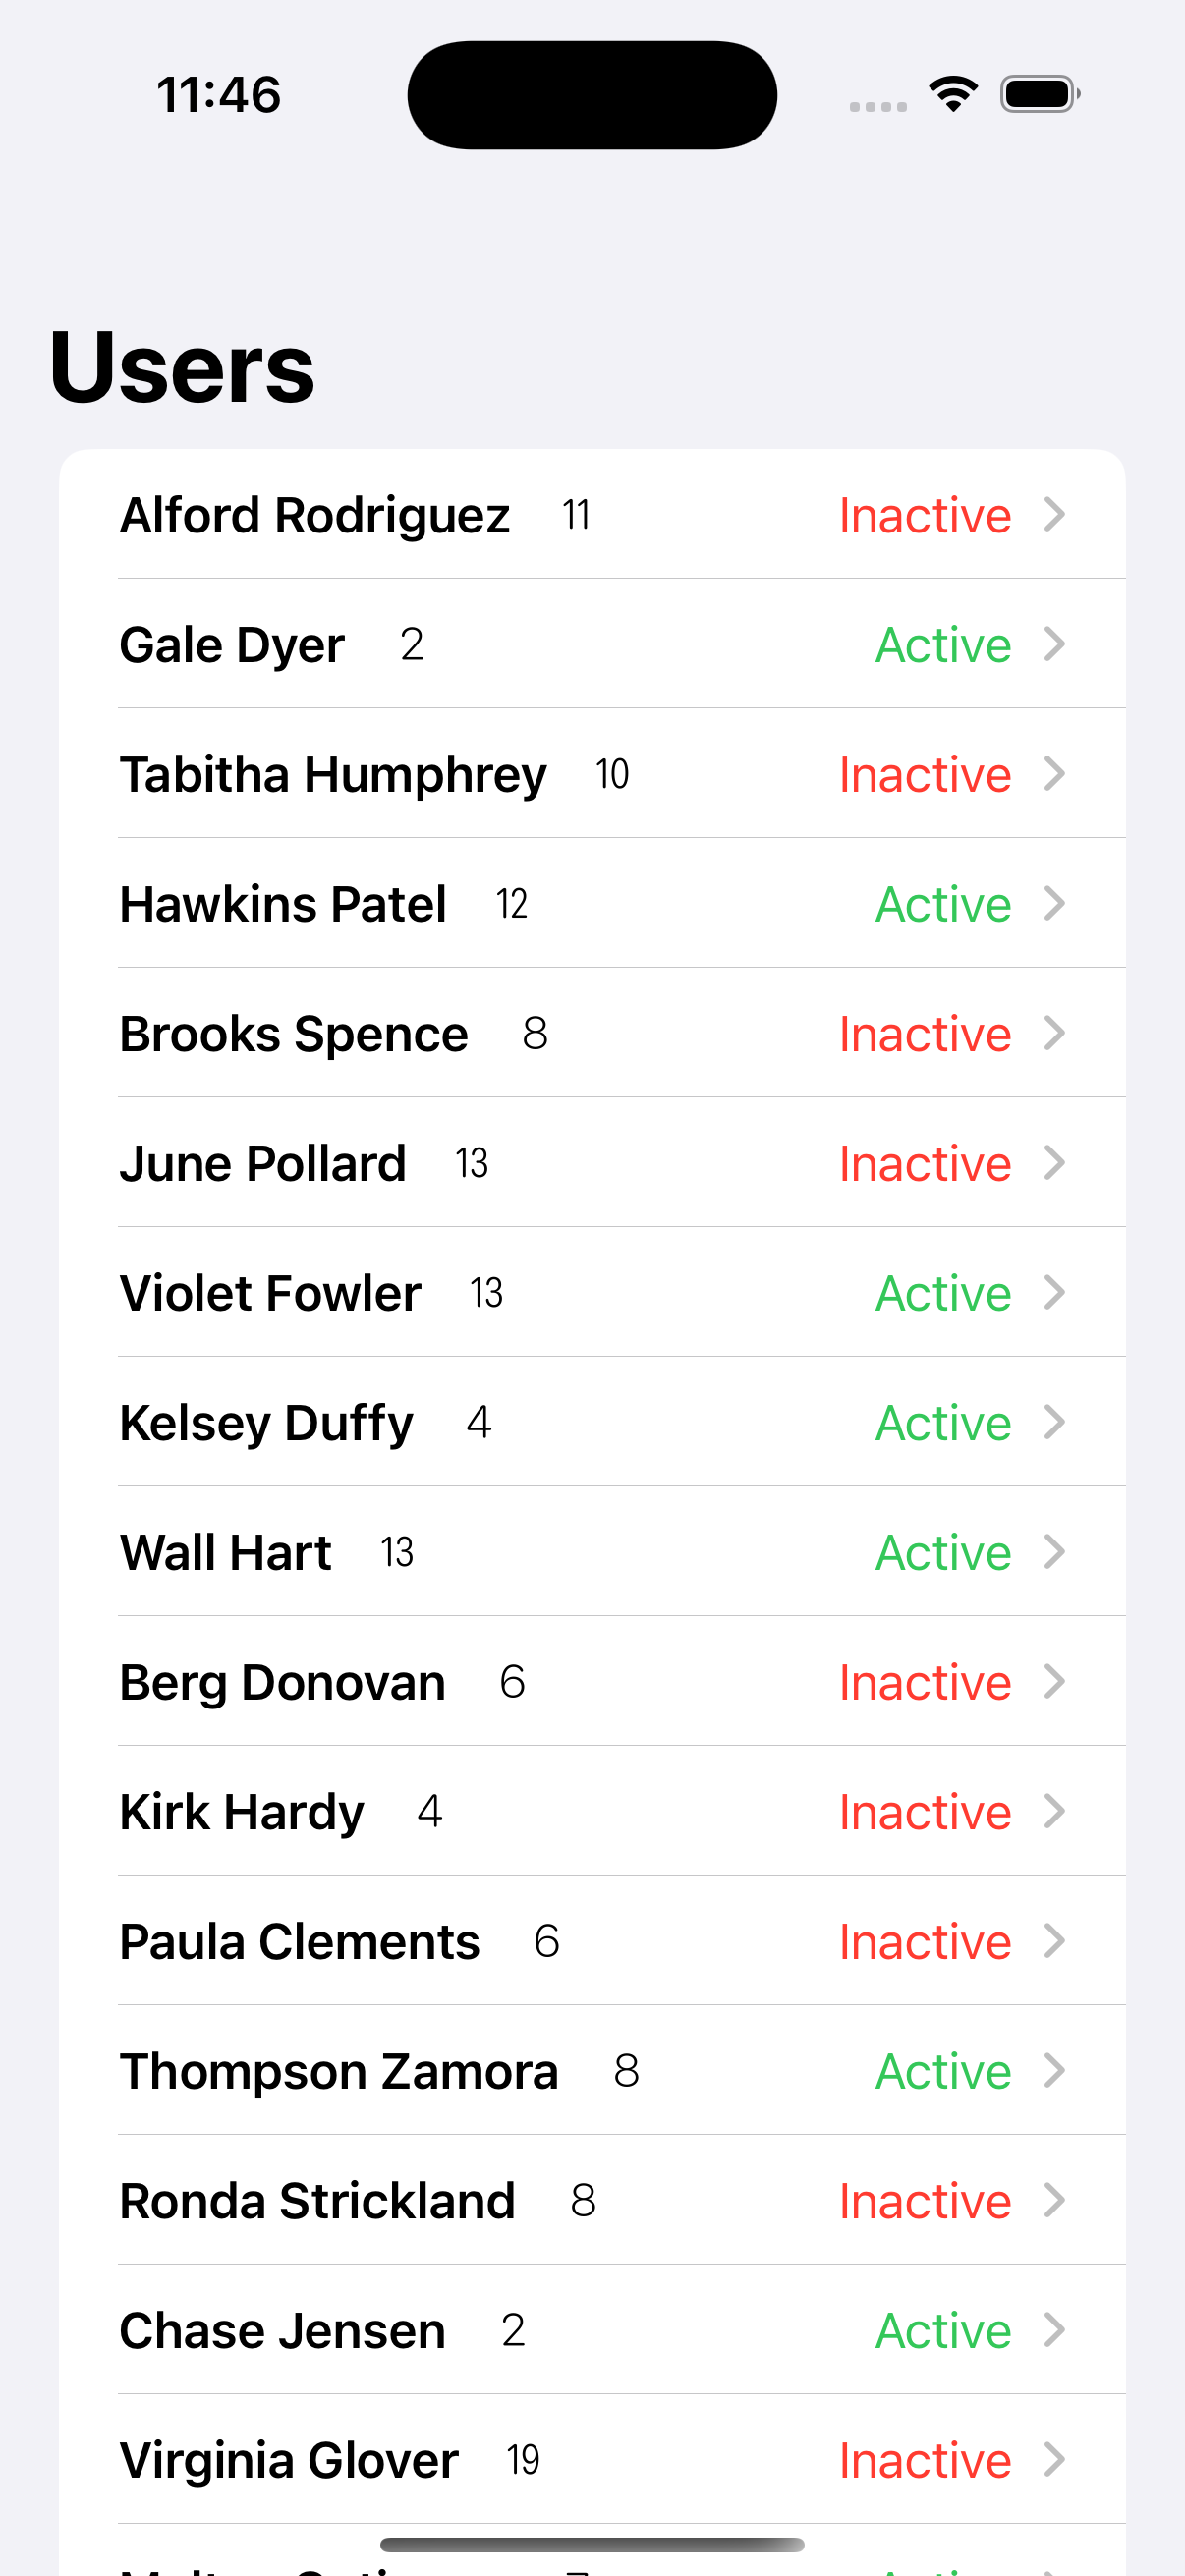 11:46
Users
Alford Rodriguez 11 Inactive
Gale Dyer 2 Active
Tabitha Humphrey 10 Inactive
Hawkins Patel 12 Active
Brooks Spence 8 Inactive
June Pollard 13 Inactive
Violet Fowler 13 Active
Kelsey Duffy 4 Active
Wall Hart 13 Active
Berg Donovan 6 Inactive
Kirk Hardy 4 Inactive
Paula Clements 6 Inactive
Thompson Zamora 8 Active
Ronda Strickland 8 Inactive
Chase Jensen 2 Active
Virginia Glover 19 Inactive